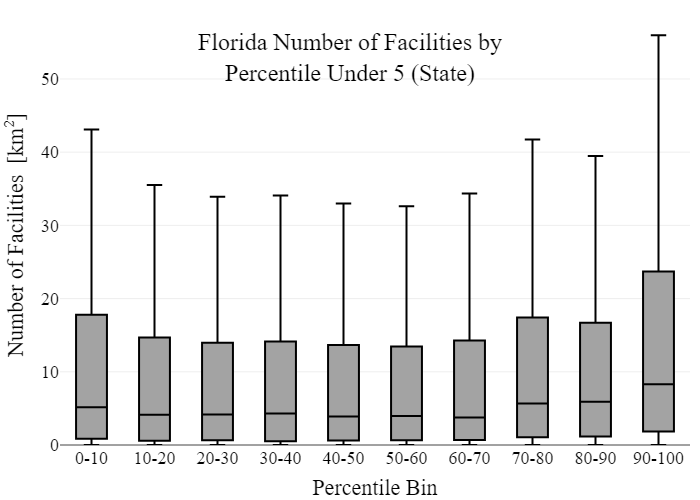 Florida Number of Facilities by
Percentile Under 5 (State)
Number of Facilities [km²]
50
40
30
20
10
0
0-10 10-20 20-30 30-40 40-50 50-60 60-70 70-80 80-90 90-100
Percentile Bin